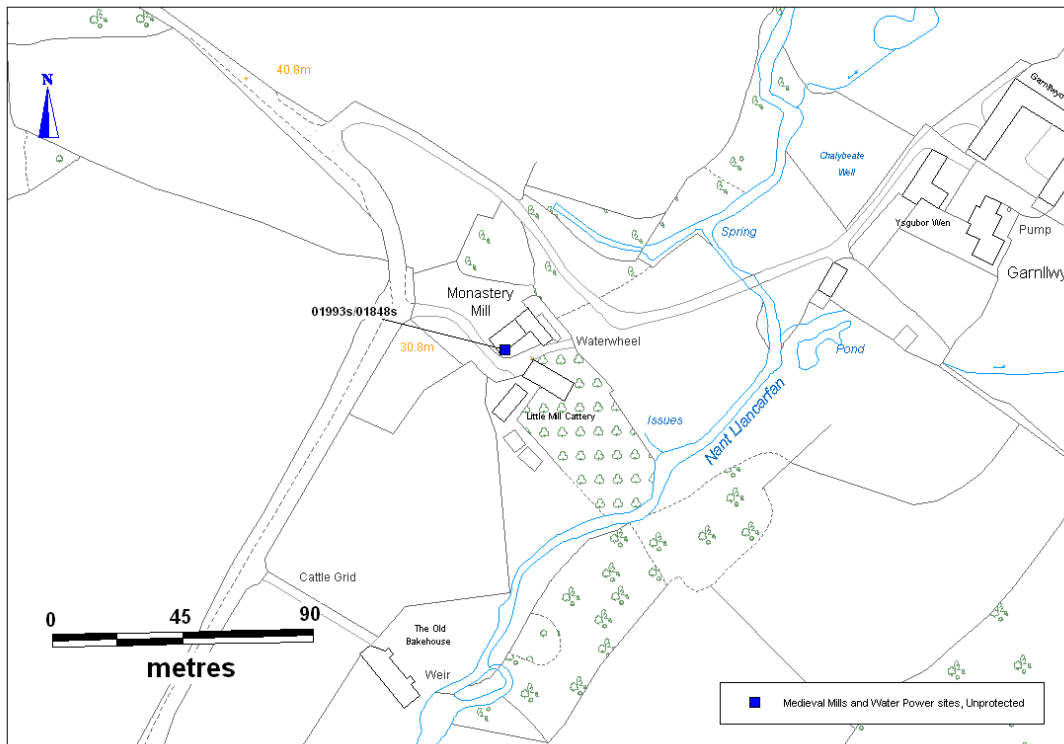 40.8m
N
Garnllwyd
Chalybeate
Well
Ysgubor Wen
Spring
Pump
Garnllwy
Monastery
Mill
01993s/01848s
30.8m
Waterwheel
Pond
Little Mill Cattery
Issues
Nant Llancarfan
Cattle Grid
0 45 90
metres
The Old
Bakehouse
Weir
Medieval Mills and Water Power sites, Unprotected